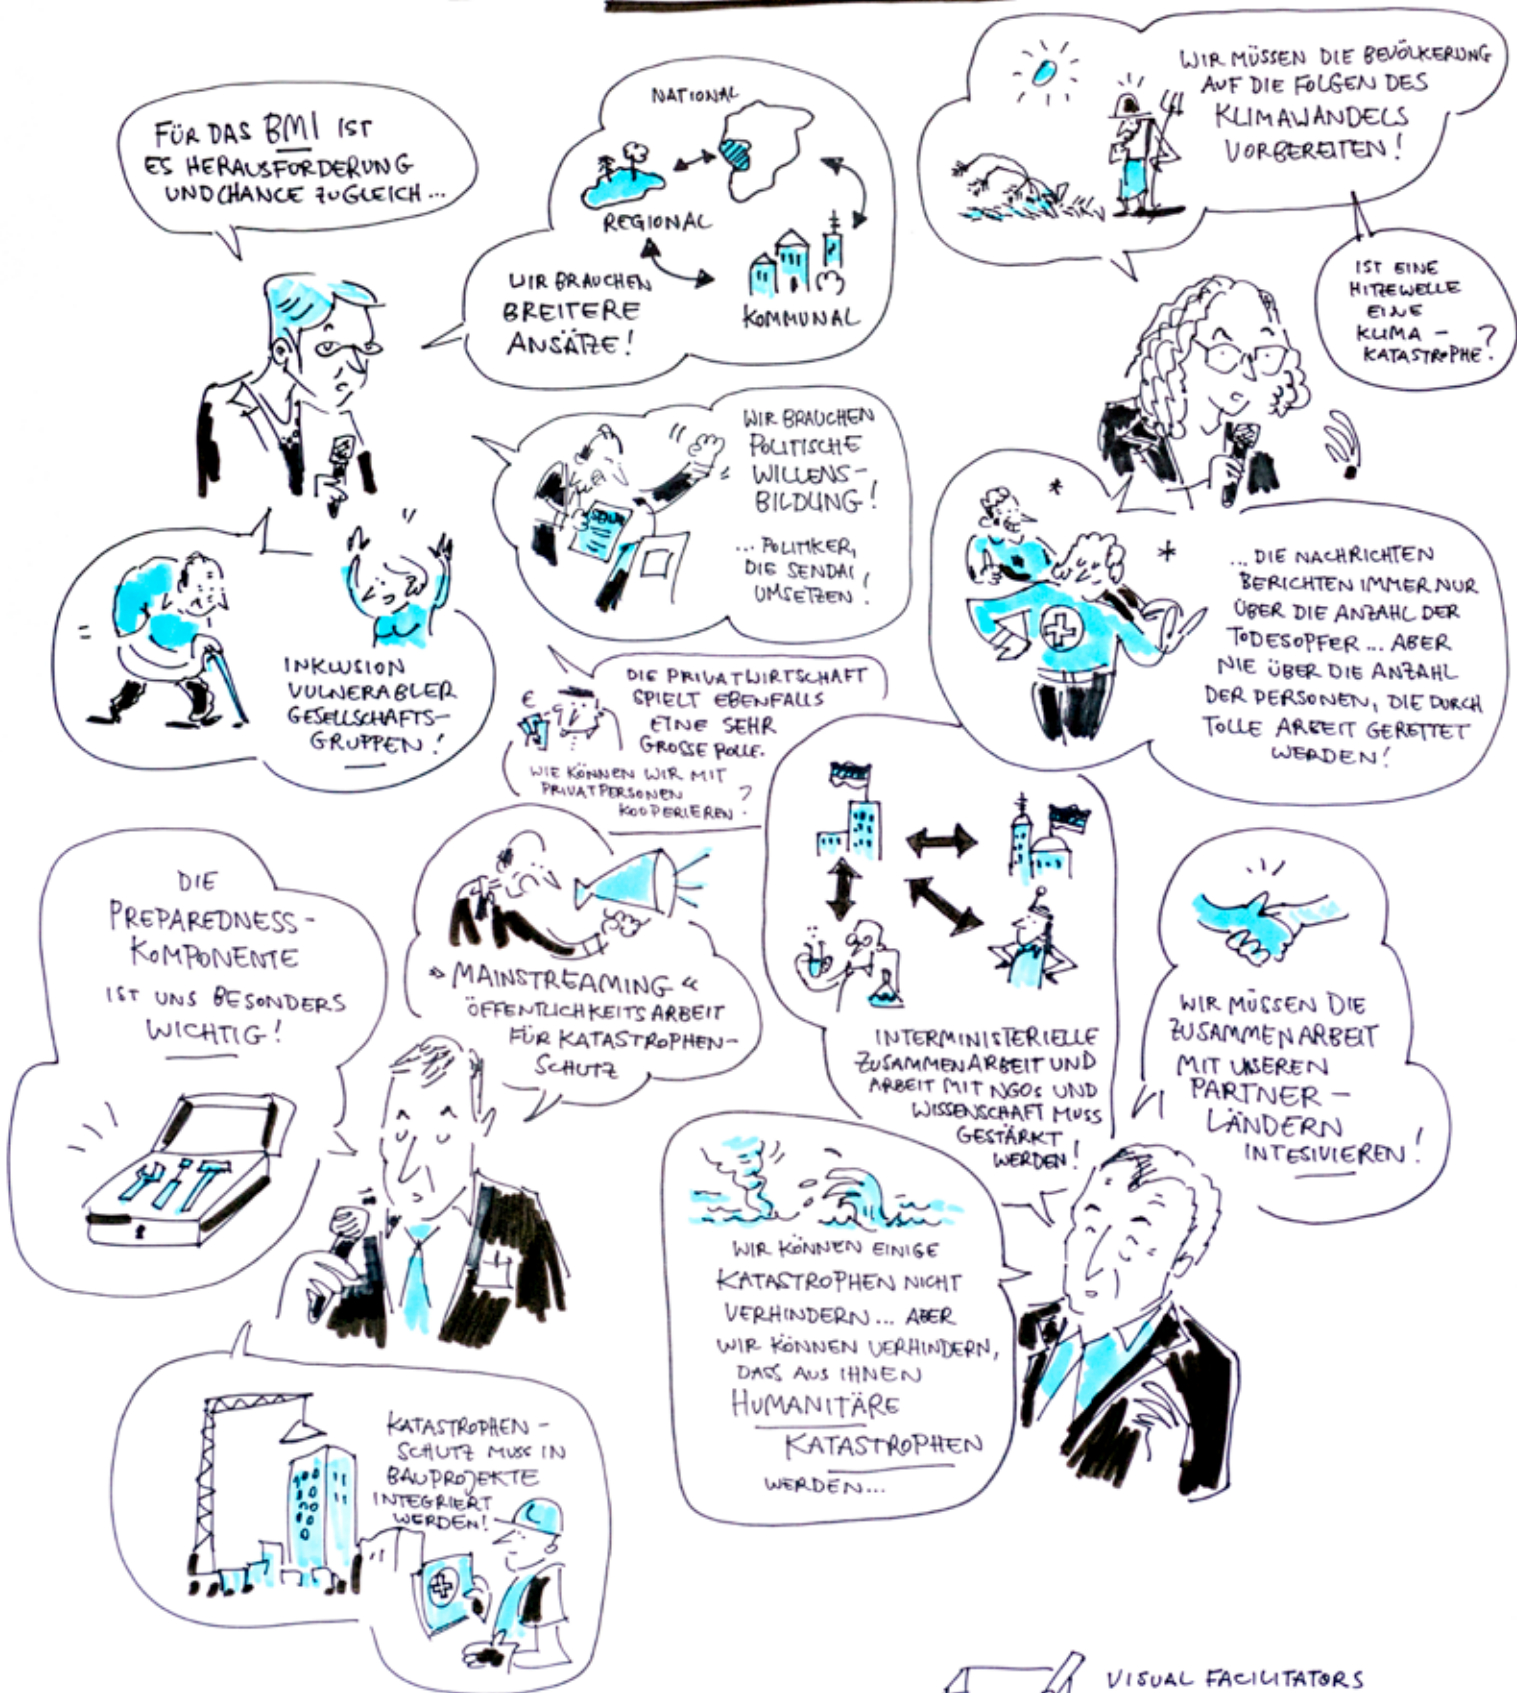 FÜR DAS BMI IST
ES HERAUSFORDERUNG
UND CHANCE ZUGLEICH...
NATIONAL
REGIONAL
KOMMUNAL
WIR BRAUCHEN
BREITERE
ANSÄTZE!
WIR MÜSSEN DIE BEVÖLKERUNG
AUF DIE FOLGEN DES
KLIMAWANDELS
VORBEREITEN!
IST EINE
HITZEWELLE
EINE
KLIMA-
KATASTROPHE?
WIR BRAUCHEN
POLITISCHE
WILLENS-
BILDUNG!
... POLITIKER,
DIE SENDAI
UMSETZEN!
INKLUSION
VULNERABLER
GESELLSCHAFTS-
GRUPPEN!
... DIE NACHRICHTEN
BERICHTEN IMMER NUR
ÜBER DIE ANZAHL DER
TODESOPFER... ABER
NIE ÜBER DIE ANZAHL
DER PERSONEN, DIE DURCH
TOLLE ARBEIT GERETTET
WERDEN!
€
DIE PRIVATWIRTSCHAFT
SPIELT EBENFALLS
EINE SEHR
GROSSE ROLLE.
WIE KÖNNEN WIR MIT
PRIVATPERSONEN
KOOPERIEREN?
DIE
PREPAREDNESS-
KOMPONENTE
IST UNS BESONDERS
WICHTIG!
»MAINSTREAMING«
ÖFFENTLICHKEITSARBEIT
FÜR KATASTROPHEN-
SCHUTZ
INTERMINISTERIELLE
ZUSAMMENARBEIT UND
ARBEIT MIT NGOs UND
WISSENSCHAFT MUSS
GESTÄRKT
WERDEN!
WIR MÜSSEN DIE
ZUSAMMENARBEIT
MIT UNSEREN
PARTNER-
LÄNDERN
INTESIVIEREN!
WIR KÖNNEN EINIGE
KATASTROPHEN NICHT
VERHINDERN... ABER
WIR KÖNNEN VERHINDERN,
DASS AUS IHNEN
HUMANITÄRE
KATASTROPHEN
WERDEN...
KATASTROPHEN-
SCHUTZ MUSS IN
BAUPROJEKTE
INTEGRIERT
WERDEN!
VISUAL FACILITATORS